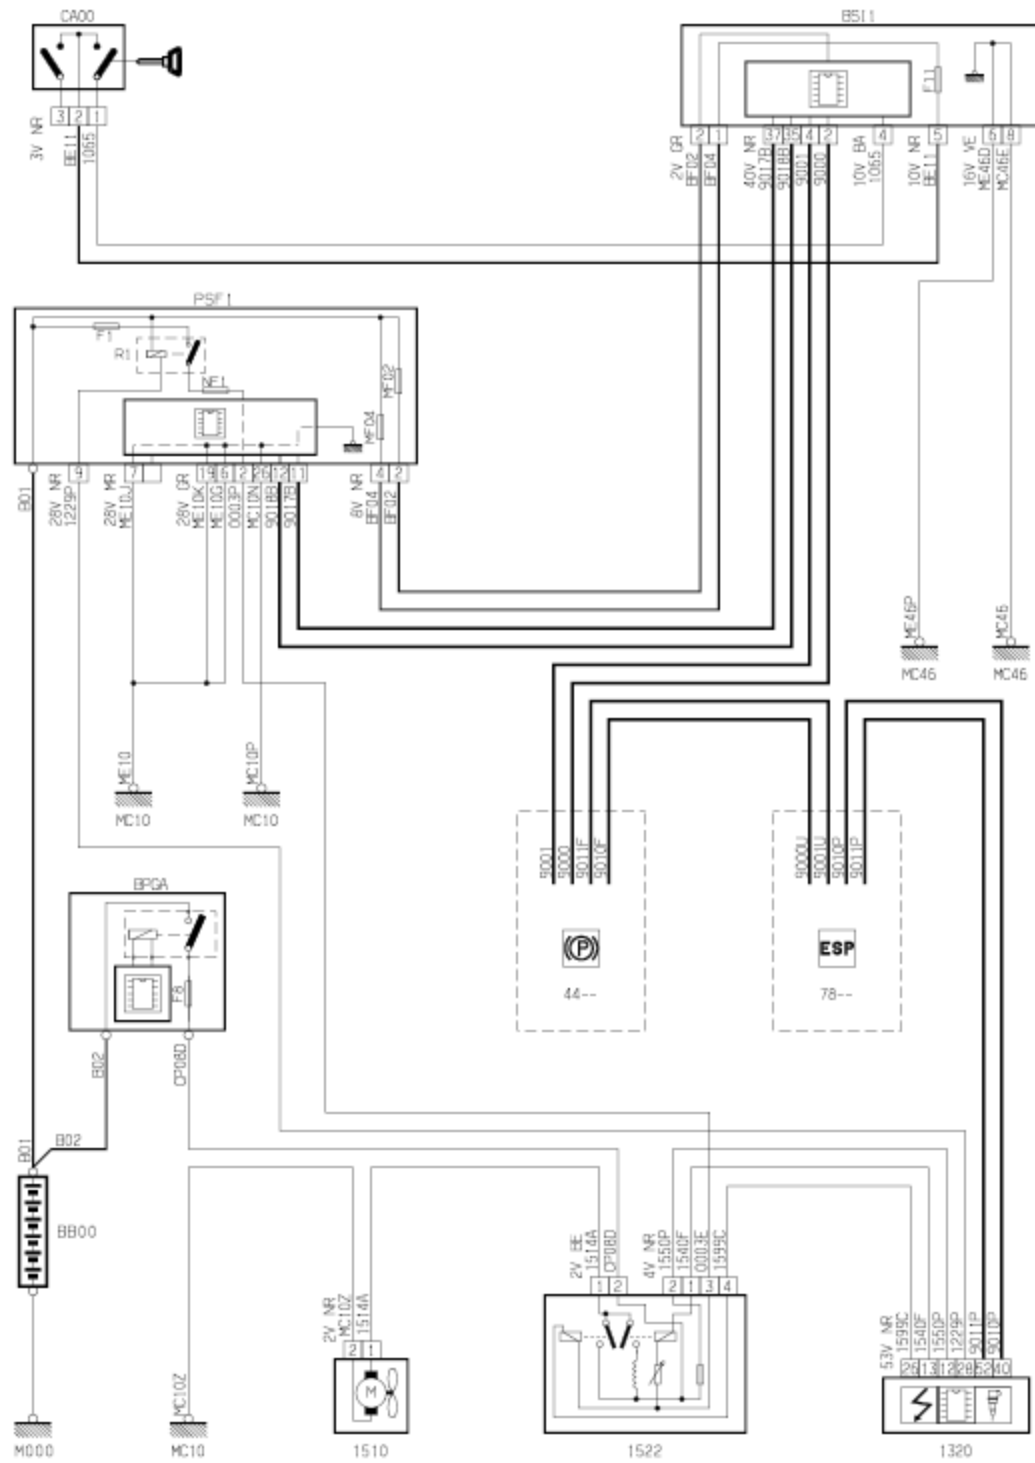 CA00
BSI1
F11
3 2 1
3V NR
BE11
1065
2 1
37 35 4 2
4
5
6 8
2V GR
BF02
BF04
40V NR
9017B
9018B
9001
9000
10V BA
1065
10V NR
BE11
16V VE
ME46D
MC46E
PSF1
F1
R1
MF02
MF04
9
7
19 6 2 26 12 11
4 2
B01
28V NR
1229P
28V MR
ME10J
28V GR
ME10K
ME10G
0003P
MC10N
9018B
9017B
8V NR
BF04
BF02
ME46P
MC46
MC46
MC46
ME10
MC10P
MC10
MC10
9001
9000
9011F
9010F
9000U
9001U
9010P
9011P
BPGA
F8
(P)
ESP
44--
78--
B02
CP08D
B01
B02
BB00
2V BE
1514A
CP08D
4V NR
1550P
1540F
0003E
1599C
1 2
2 1 3 4
2V NR
MC10Z
1514A
2 1
M
53V NR
1599C
1540F
1550P
1229P
9011P
9010P
26 13 12 28 52 40
MC10Z
M000
MC10
1510
1522
1320